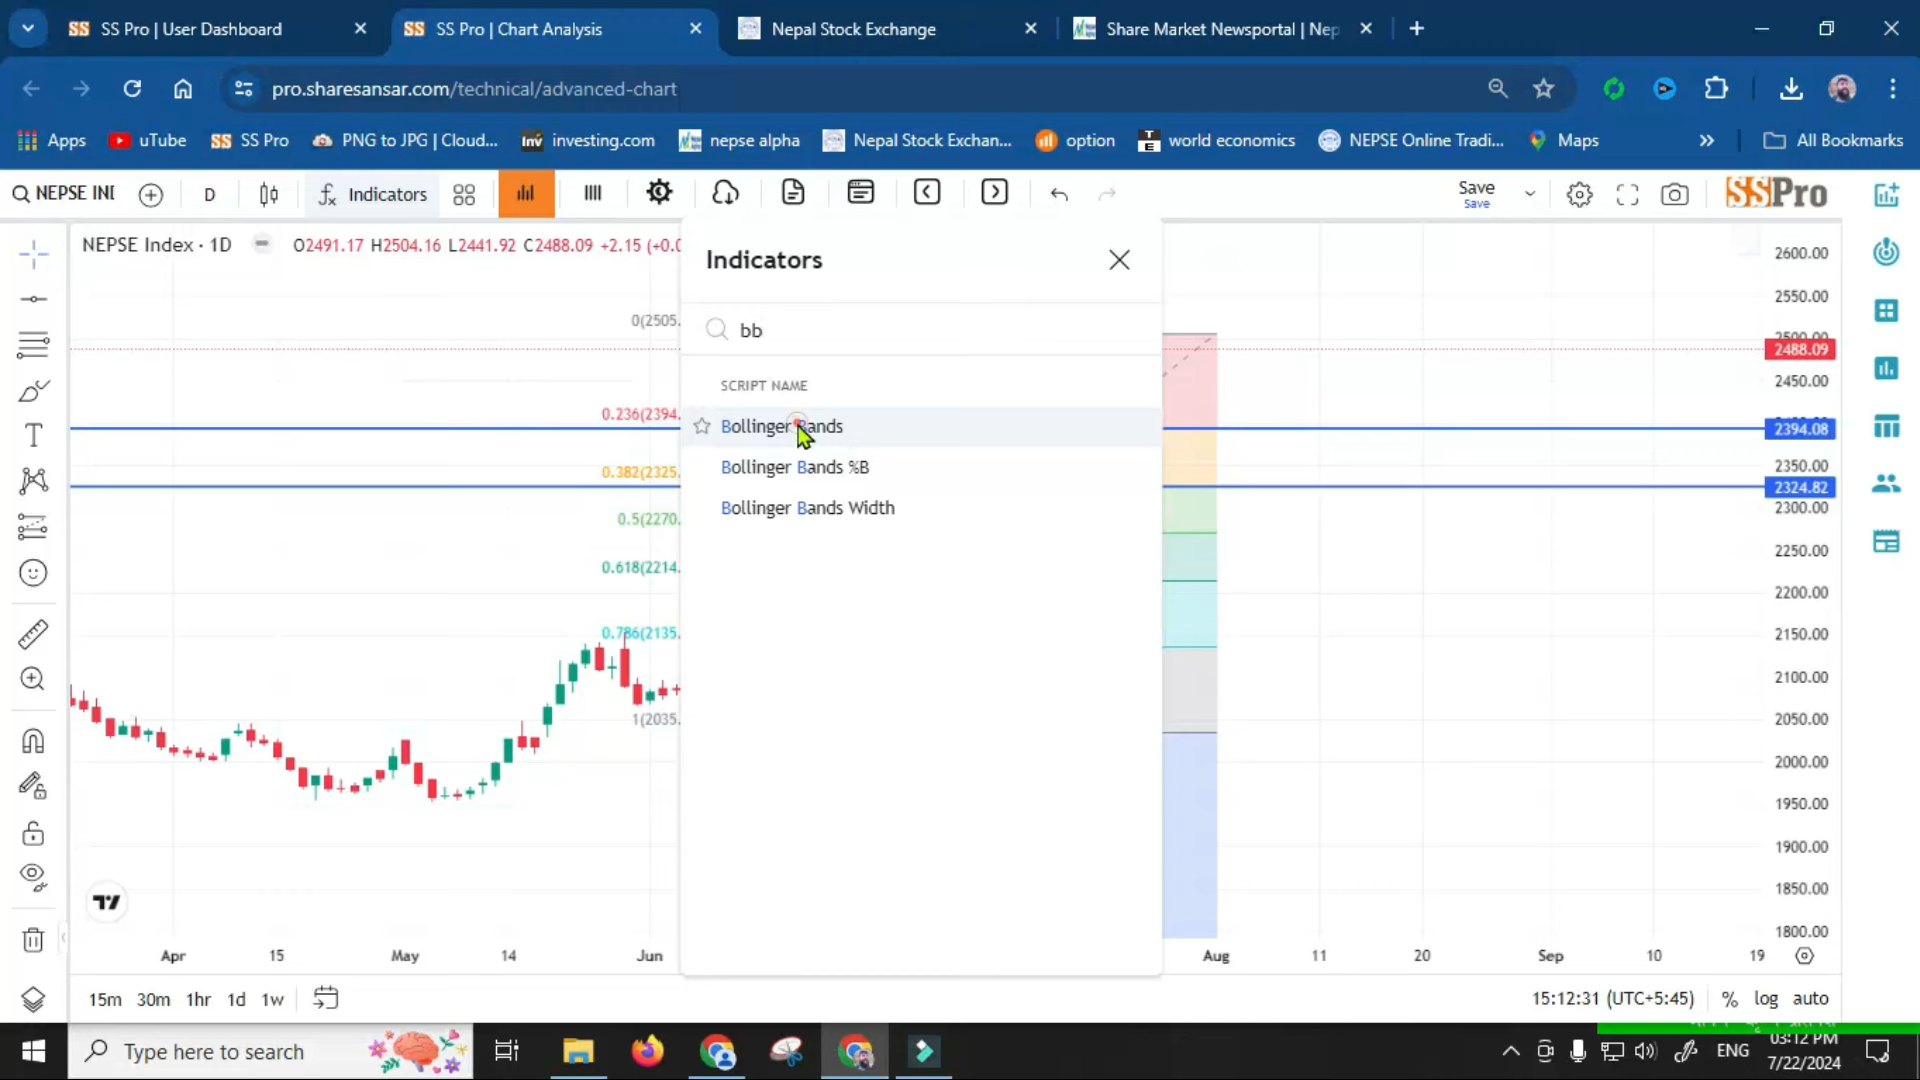 SS Pro | User Dashboard
SS Pro | Chart Analysis
Nepal Stock Exchange
Share Market Newsportal | Nep
pro.sharesansar.com/technical/advanced-chart
Apps
uTube
SS Pro
PNG to JPG | Cloud...
investing.com
nepse alpha
Nepal Stock Exchan...
option
world economics
NEPSE Online Tradi...
Maps
All Bookmarks
NEPSE INI
D
Indicators
Save
Save
SSPro
NEPSE Index · 1D
O2491.17 H2504.16 L2441.92 C2488.09 +2.15 (+0.0
Indicators
bb
SCRIPT NAME
Bollinger Bands
Bollinger Bands %B
Bollinger Bands Width
0(2505.
0.236(2394.
0.382(2325.
0.5(2270.
0.618(2214.
0.786(2135.
1(2035.
2600.00
2550.00
2500.00
2488.09
2450.00
2394.08
2350.00
2324.82
2300.00
2250.00
2200.00
2150.00
2100.00
2050.00
2000.00
1950.00
1900.00
1850.00
1800.00
Apr
15
May
14
Jun
Aug
11
20
Sep
10
19
15m
30m
1hr
1d
1w
15:12:31 (UTC+5:45)
%
log
auto
Type here to search
ENG
03:12 PM
7/22/2024